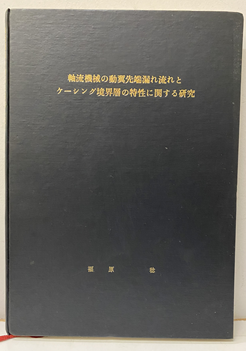 軸流機械の動翼先端漏れ流れと
ケーシング境界層の特性に関する研究
原